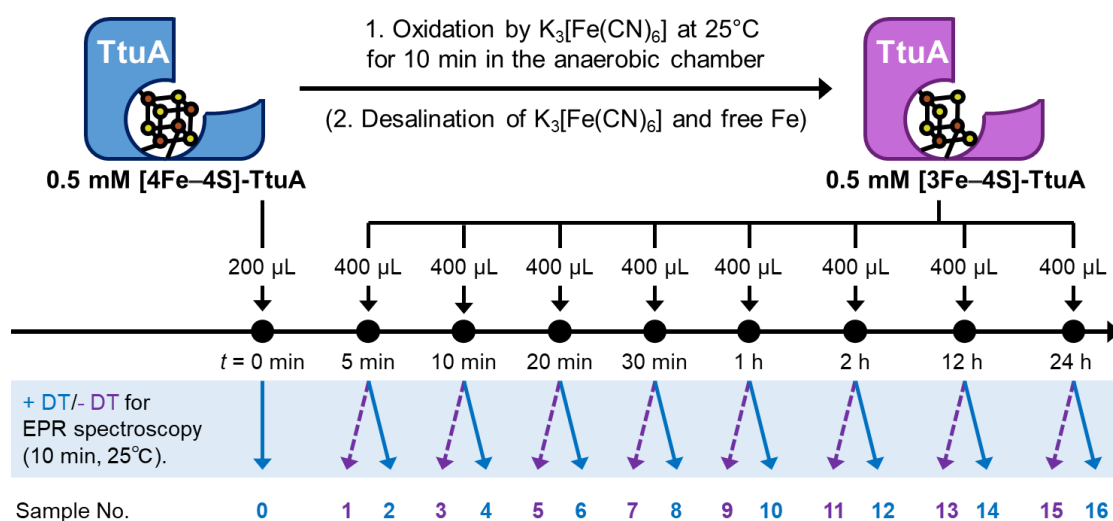 TtuA
1. Oxidation by K₃[Fe(CN)₆] at 25°C
for 10 min in the anaerobic chamber
(2. Desalination of K₃[Fe(CN)₆] and free Fe)
TtuA
0.5 mM [4Fe–4S]-TtuA
0.5 mM [3Fe–4S]-TtuA
200 µL 400 µL 400 µL 400 µL 400 µL 400 µL 400 µL 400 µL 400 µL
t = 0 min 5 min 10 min 20 min 30 min 1 h 2 h 12 h 24 h
+ DT/- DT for
EPR spectroscopy
(10 min, 25℃).
Sample No. 0 1 2 3 4 5 6 7 8 9 10 11 12 13 14 15 16